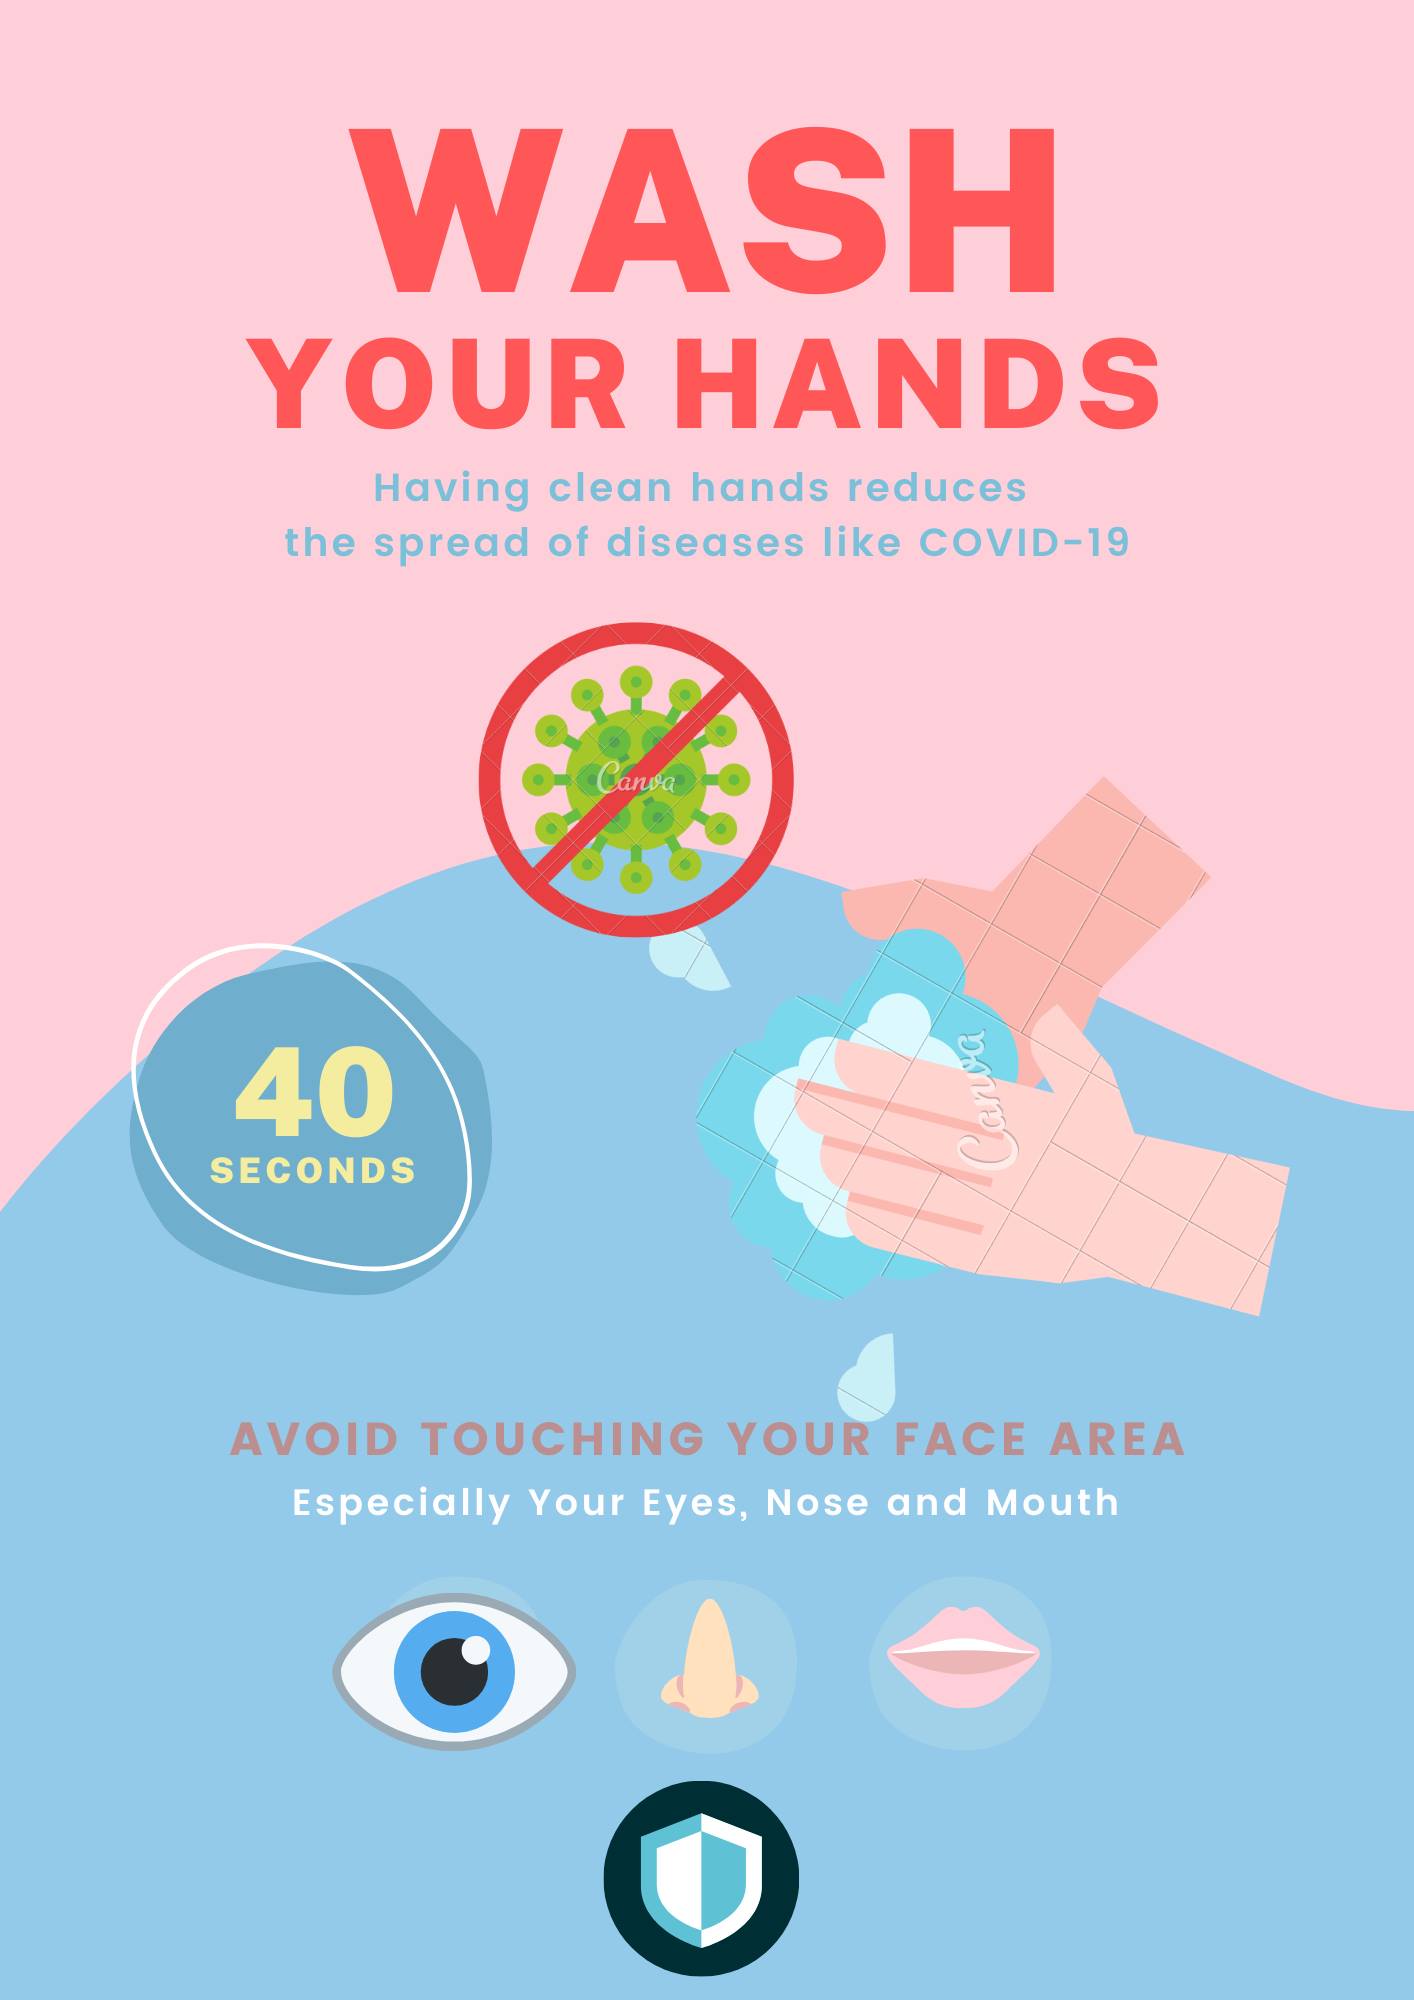 WASH
YOUR HANDS
Having clean hands reduces
the spread of diseases like COVID-19
Canva
Canva
40
SECONDS
AVOID TOUCHING YOUR FACE AREA
Especially Your Eyes, Nose and Mouth